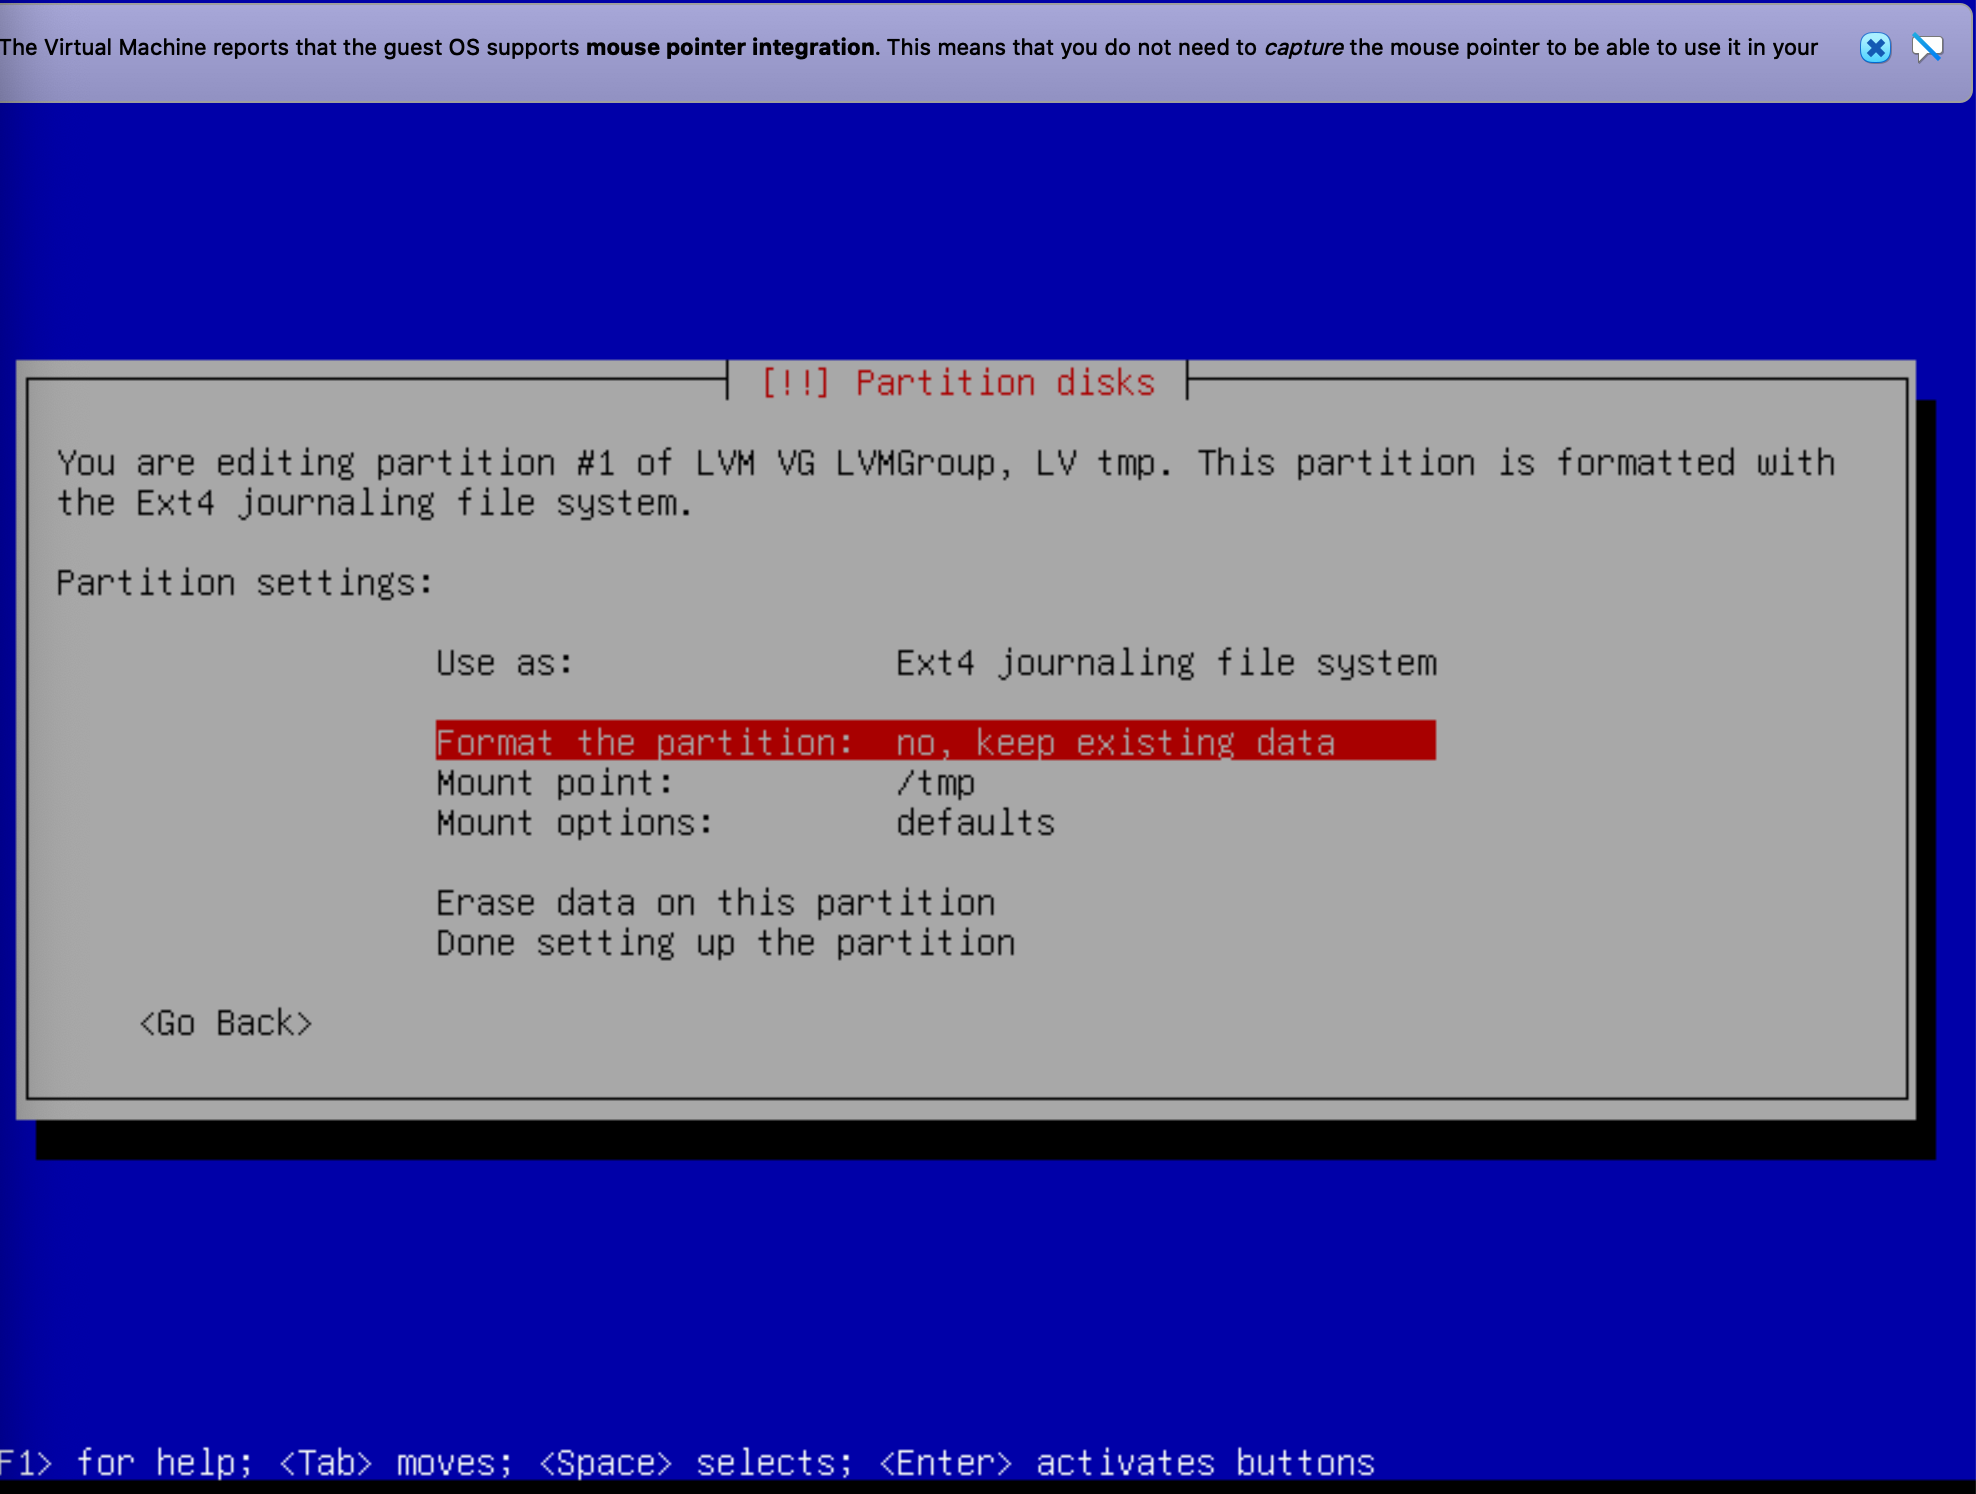 The Virtual Machine reports that the guest OS supports mouse pointer integration. This means that you do not need to capture the mouse pointer to be able to use it in your
[!!] Partition disks
You are editing partition #1 of LVM VG LVMGroup, LV tmp. This partition is formatted with
the Ext4 journaling file system.
Partition settings:
Use as: Ext4 journaling file system
Format the partition: no, keep existing data
Mount point: /tmp
Mount options: defaults
Erase data on this partition
Done setting up the partition
<Go Back>
F1> for help; <Tab> moves; <Space> selects; <Enter> activates buttons